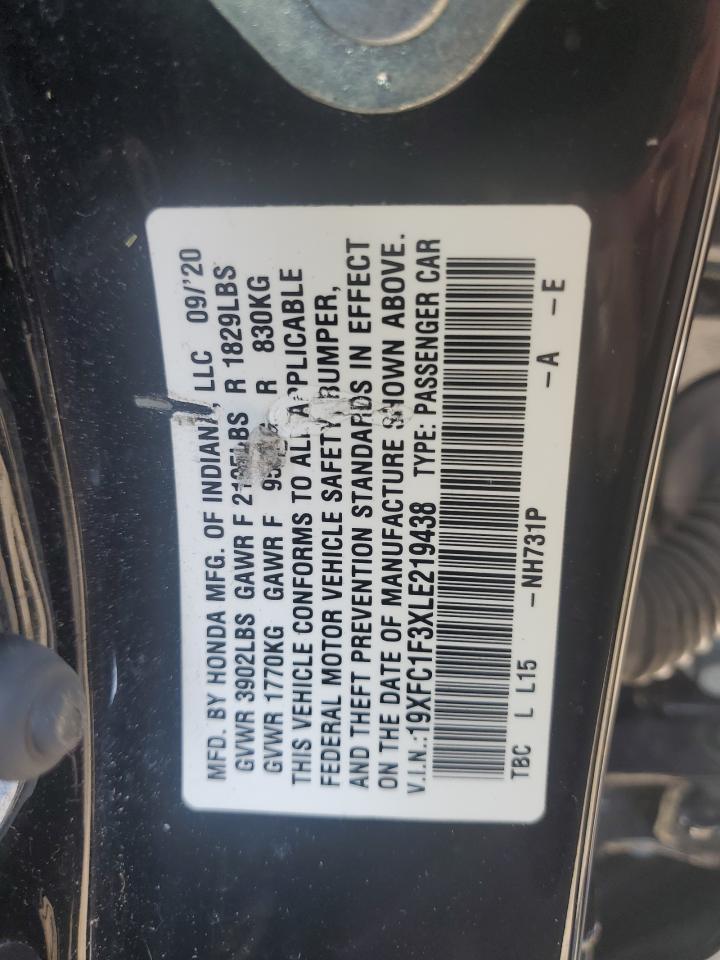 MFD. BY HONDA MFG. OF INDIANA, LLC 09/'20
GVWR 3902LBS GAWR F LBS R 1829LBS
GVWR 1770KG GAWR F R 830KG
THIS VEHICLE CONFORMS TO ALL APPLICABLE
FEDERAL MOTOR VEHICLE SAFETY, BUMPER,
AND THEFT PREVENTION STANDARDS IN EFFECT
ON THE DATE OF MANUFACTURE SHOWN ABOVE.
V.I.N.:19XFC1F3XLE219438 TYPE: PASSENGER CAR
TBC L L15 -NH731P -A -E